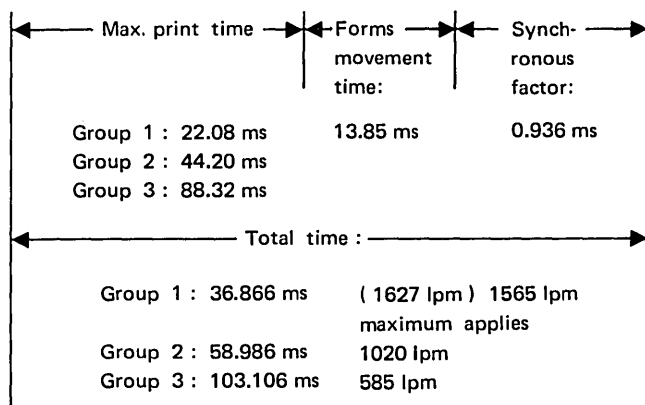 Max. print time Forms Synch-
movement ronous
time: factor:
Group 1 : 22.08 ms 13.85 ms 0.936 ms
Group 2 : 44.20 ms
Group 3 : 88.32 ms
Total time :
Group 1 : 36.866 ms ( 1627 lpm ) 1565 lpm
maximum applies
Group 2 : 58.986 ms 1020 lpm
Group 3 : 103.106 ms 585 lpm